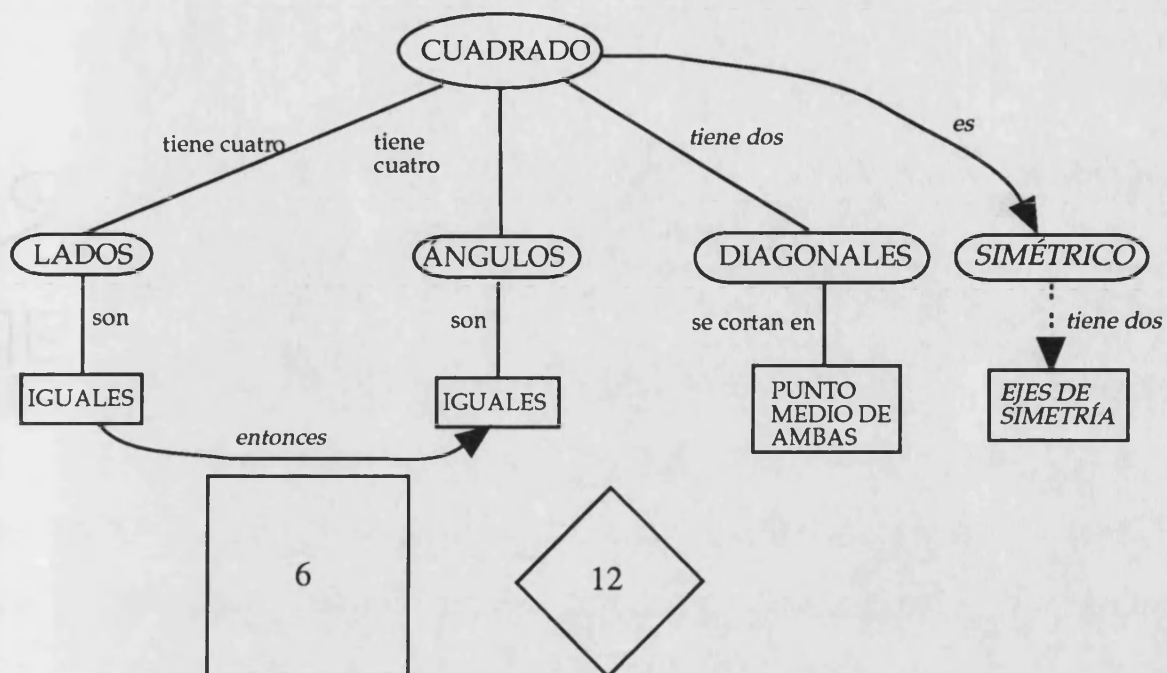 CUADRADO
tiene cuatro
tiene
cuatro
tiene dos
es
LADOS
ÁNGULOS
DIAGONALES
SIMÉTRICO
son
son
se cortan en
tiene dos
IGUALES
IGUALES
PUNTO
MEDIO DE
AMBAS
EJES DE
SIMETRÍA
entonces
6
12